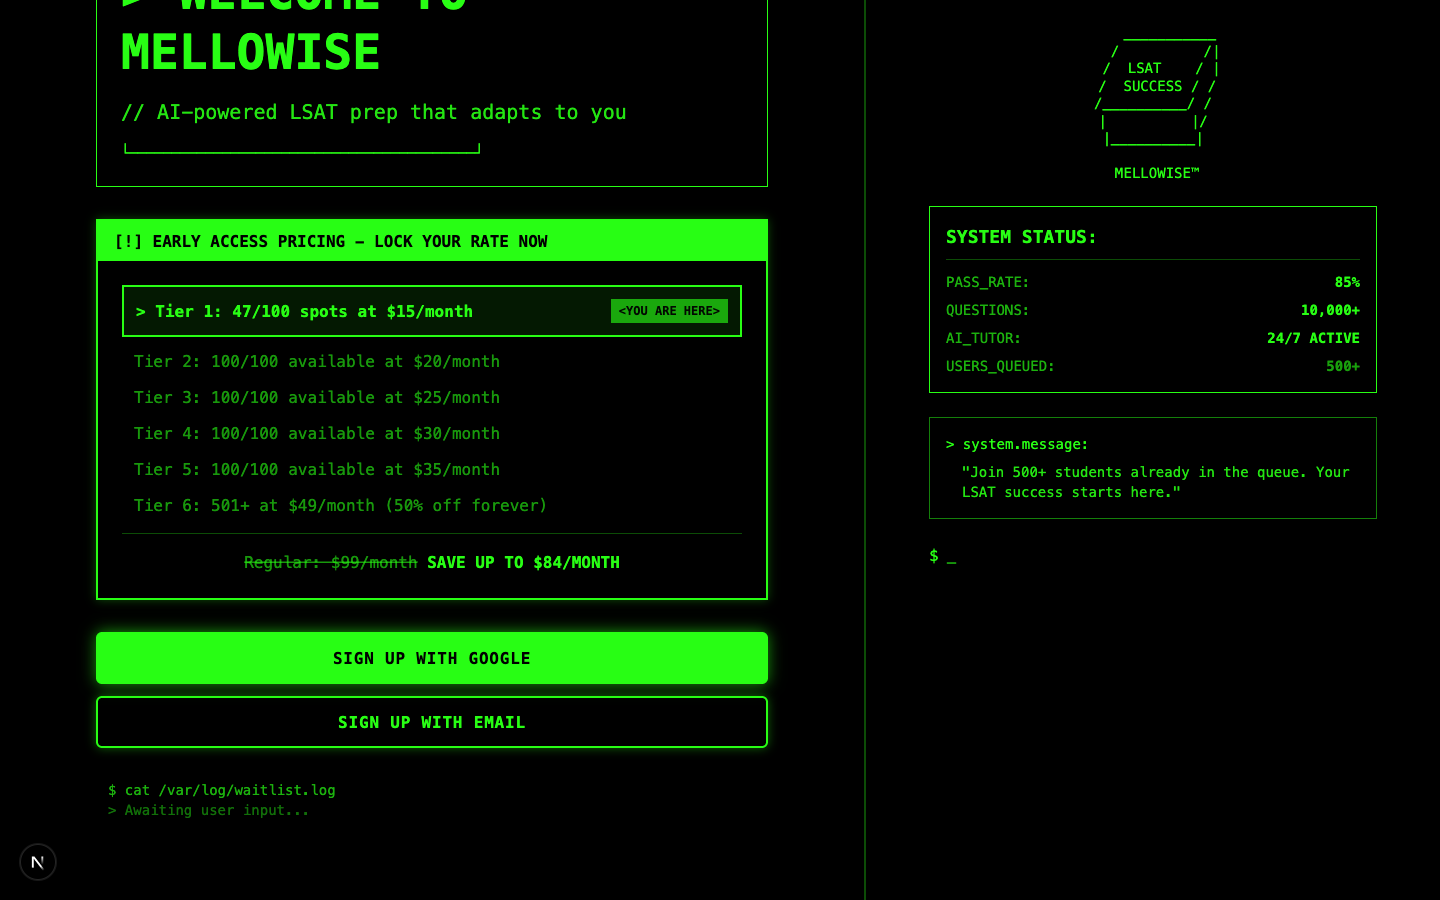 > WELCOME TO
MELLOWISE
// AI-powered LSAT prep that adapts to you
[!] EARLY ACCESS PRICING - LOCK YOUR RATE NOW
> Tier 1: 47/100 spots at $15/month <YOU ARE HERE>
Tier 2: 100/100 available at $20/month
Tier 3: 100/100 available at $25/month
Tier 4: 100/100 available at $30/month
Tier 5: 100/100 available at $35/month
Tier 6: 501+ at $49/month (50% off forever)
Regular: $99/month SAVE UP TO $84/MONTH
SIGN UP WITH GOOGLE
SIGN UP WITH EMAIL
$ cat /var/log/waitlist.log
> Awaiting user input...
N
LSAT
SUCCESS
MELLOWISE™
SYSTEM STATUS:
PASS_RATE: 85%
QUESTIONS: 10,000+
AI_TUTOR: 24/7 ACTIVE
USERS_QUEUED: 500+
> system.message:
"Join 500+ students already in the queue. Your
LSAT success starts here."
$ _